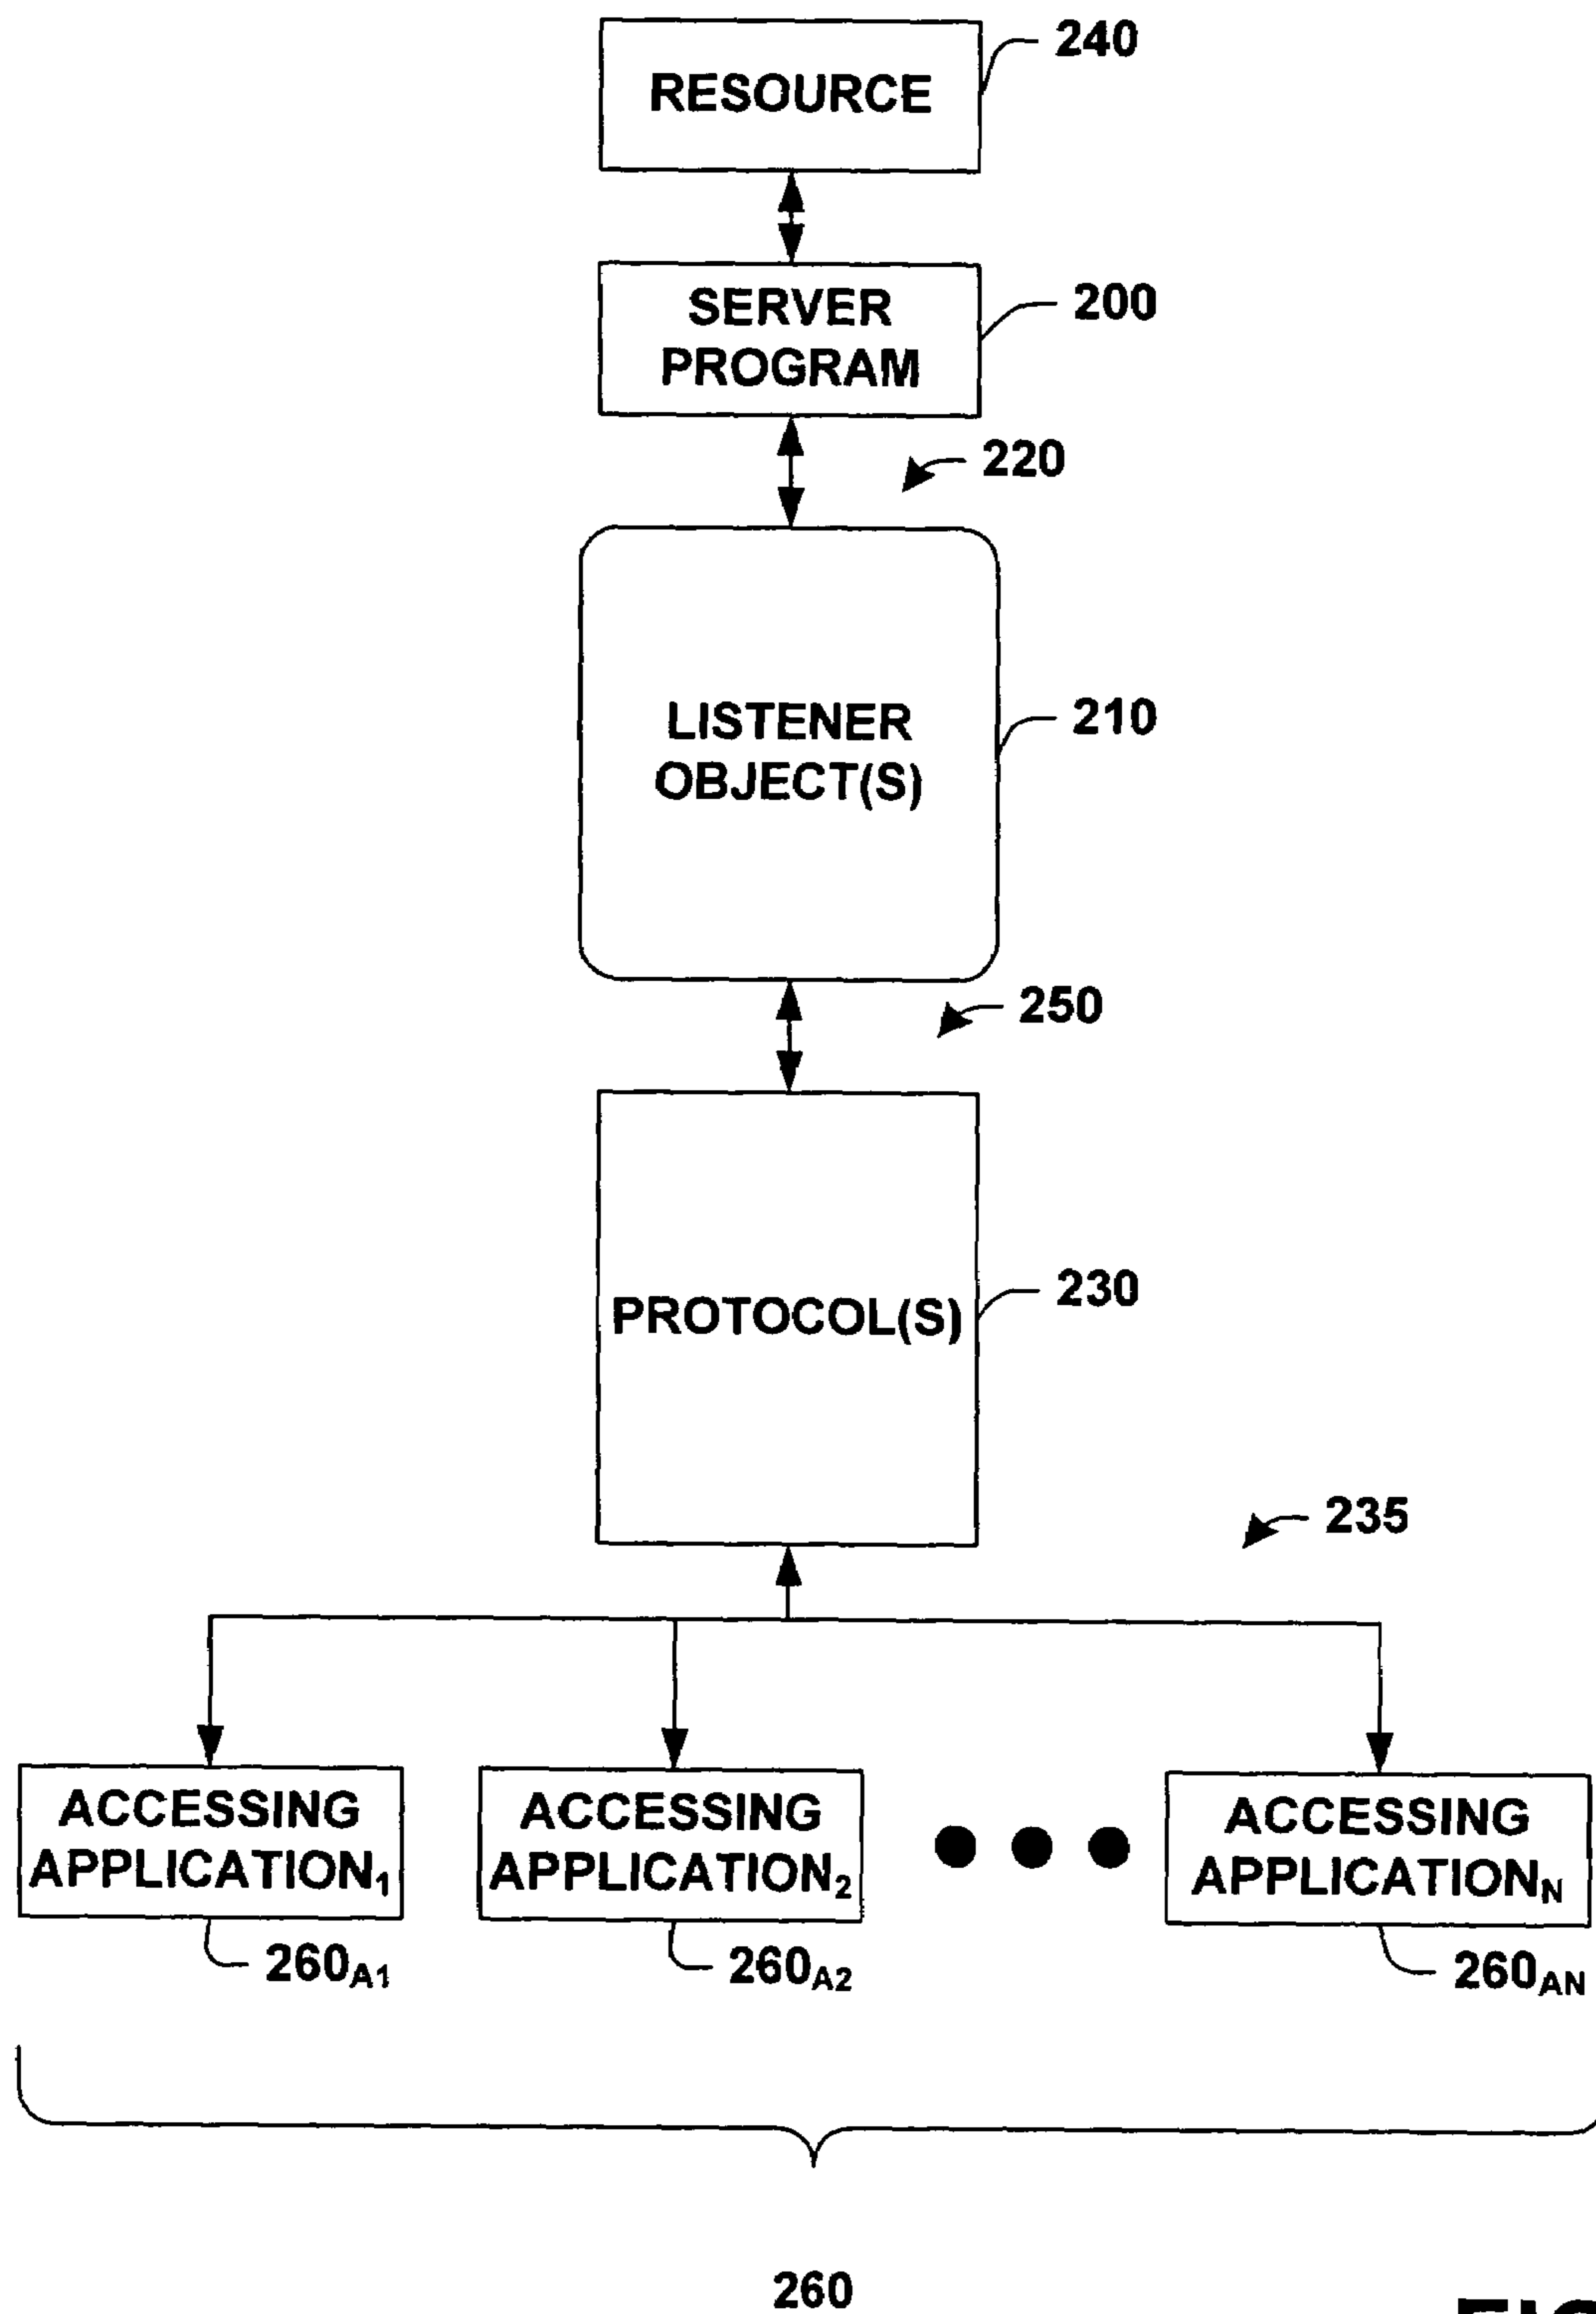 240
RESOURCE
200
SERVER
PROGRAM
220
LISTENER
OBJECT(S)
210
250
PROTOCOL(S)
230
235
ACCESSING
APPLICATION₁
ACCESSING
APPLICATION₂
ACCESSING
APPLICATIONN
260A1
260A2
260AN
260